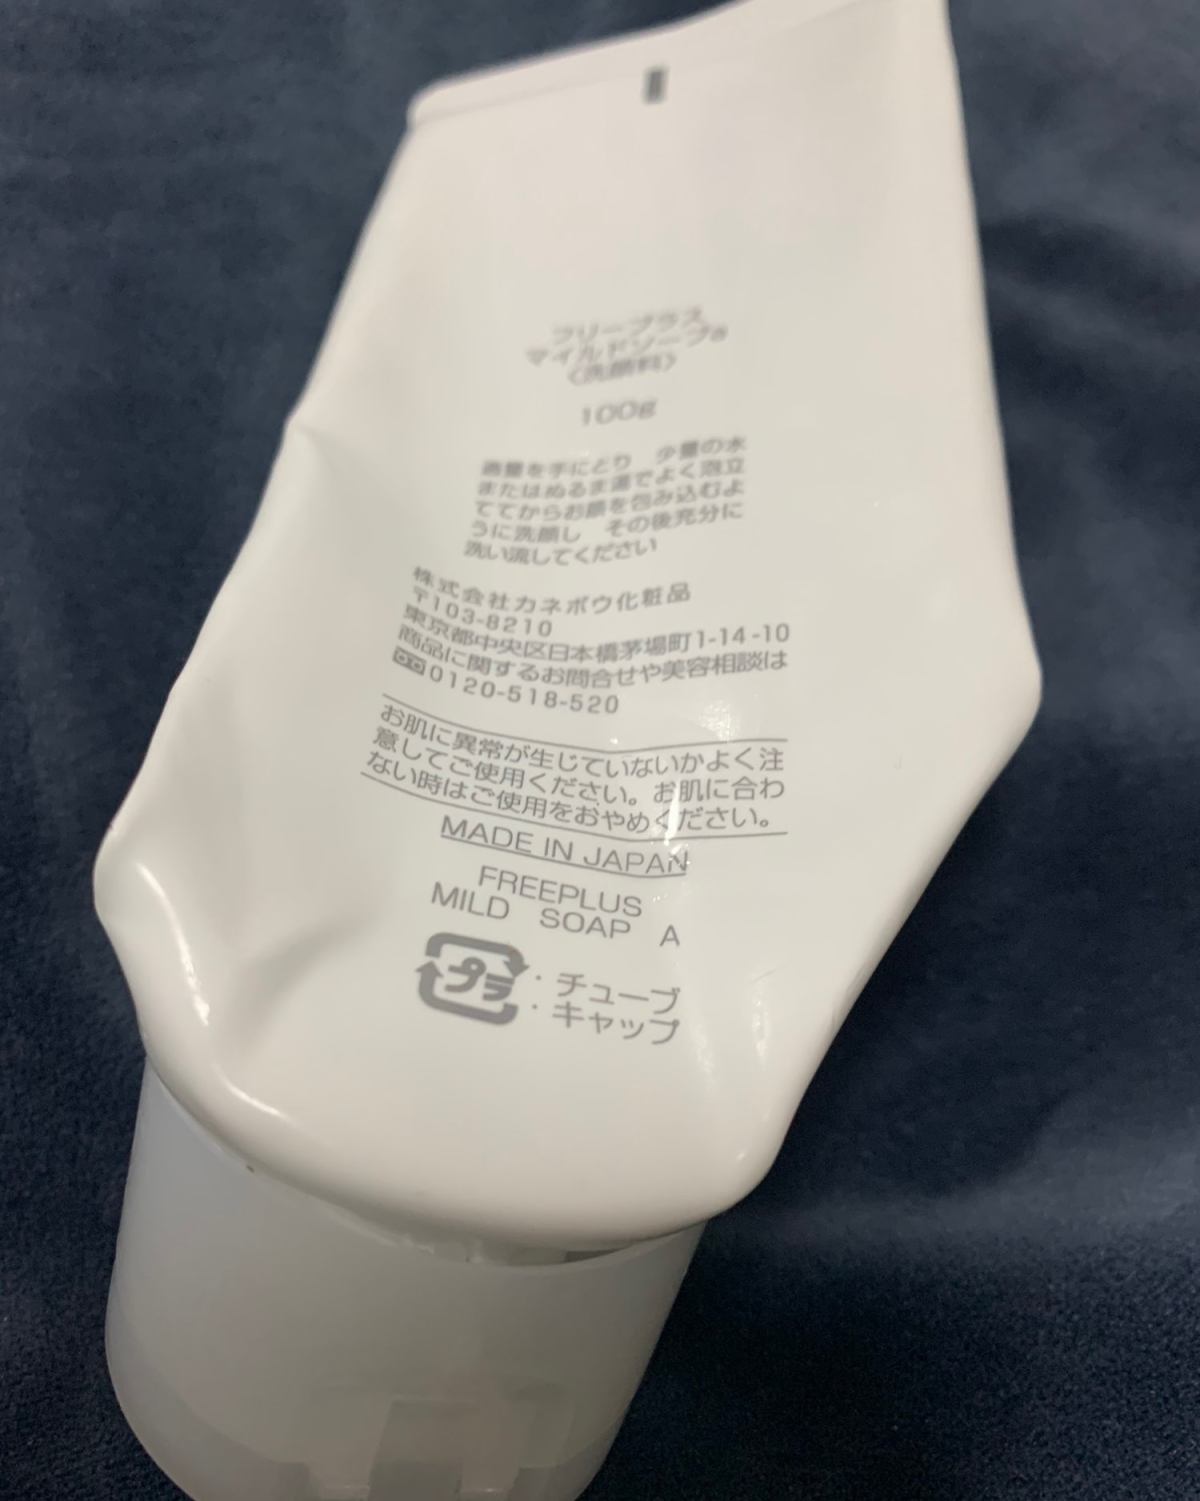 フリープラス
マイルドソープa
〈洗顔料〉
100g
適量を手にとり　少量の水
またはぬるま湯でよく泡立
ててからお顔を包み込むよ
うに洗顔し　その後充分に
洗い流してください
株式会社カネボウ化粧品
〒103-8210
東京都中央区日本橋茅場町1-14-10
商品に関するお問合せや美容相談は
0120-518-520
お肌に異常が生じていないかよく注
意してご使用ください。お肌に合わ
ない時はご使用をおやめください。
MADE IN JAPAN
FREEPLUS
MILD SOAP A
プラ
・チューブ
・キャップ